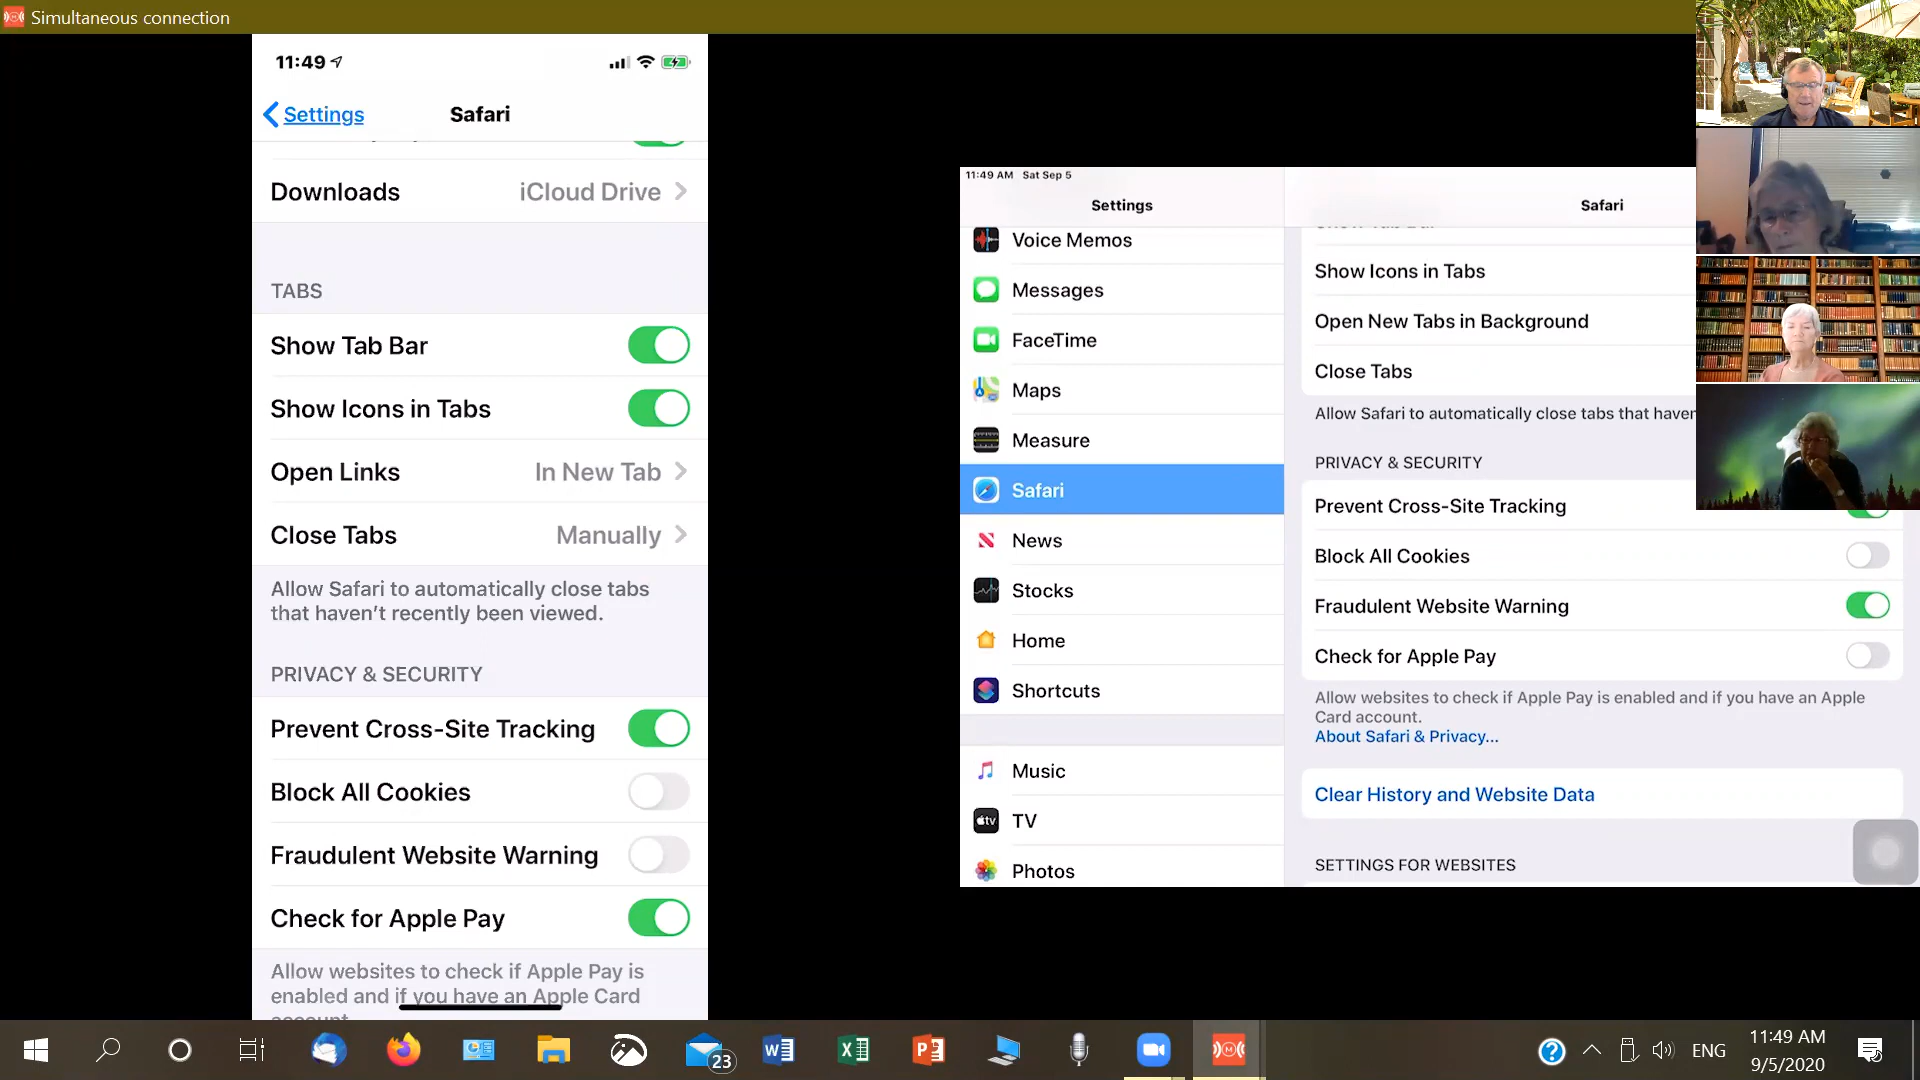 Simultaneous connection
11:49
Settings
Safari
Downloads
iCloud Drive
TABS
Show Tab Bar
Show Icons in Tabs
Open Links
In New Tab
Close Tabs
Manually
Allow Safari to automatically close tabs
that haven't recently been viewed.
PRIVACY & SECURITY
Prevent Cross-Site Tracking
Block All Cookies
Fraudulent Website Warning
Check for Apple Pay
Allow websites to check if Apple Pay is
enabled and if you have an Apple Card
11:49 AM Sat Sep 5
Settings
Voice Memos
Messages
FaceTime
Maps
Measure
Safari
News
Stocks
Home
Shortcuts
Music
tv
TV
Photos
Safari
Show Icons in Tabs
Open New Tabs in Background
Close Tabs
Allow Safari to automatically close tabs that haven
PRIVACY & SECURITY
Prevent Cross-Site Tracking
Block All Cookies
Fraudulent Website Warning
Check for Apple Pay
Allow websites to check if Apple Pay is enabled and if you have an Apple
Card account.
About Safari & Privacy...
Clear History and Website Data
SETTINGS FOR WEBSITES
23
W
X
P
?
ENG
11:49 AM
9/5/2020